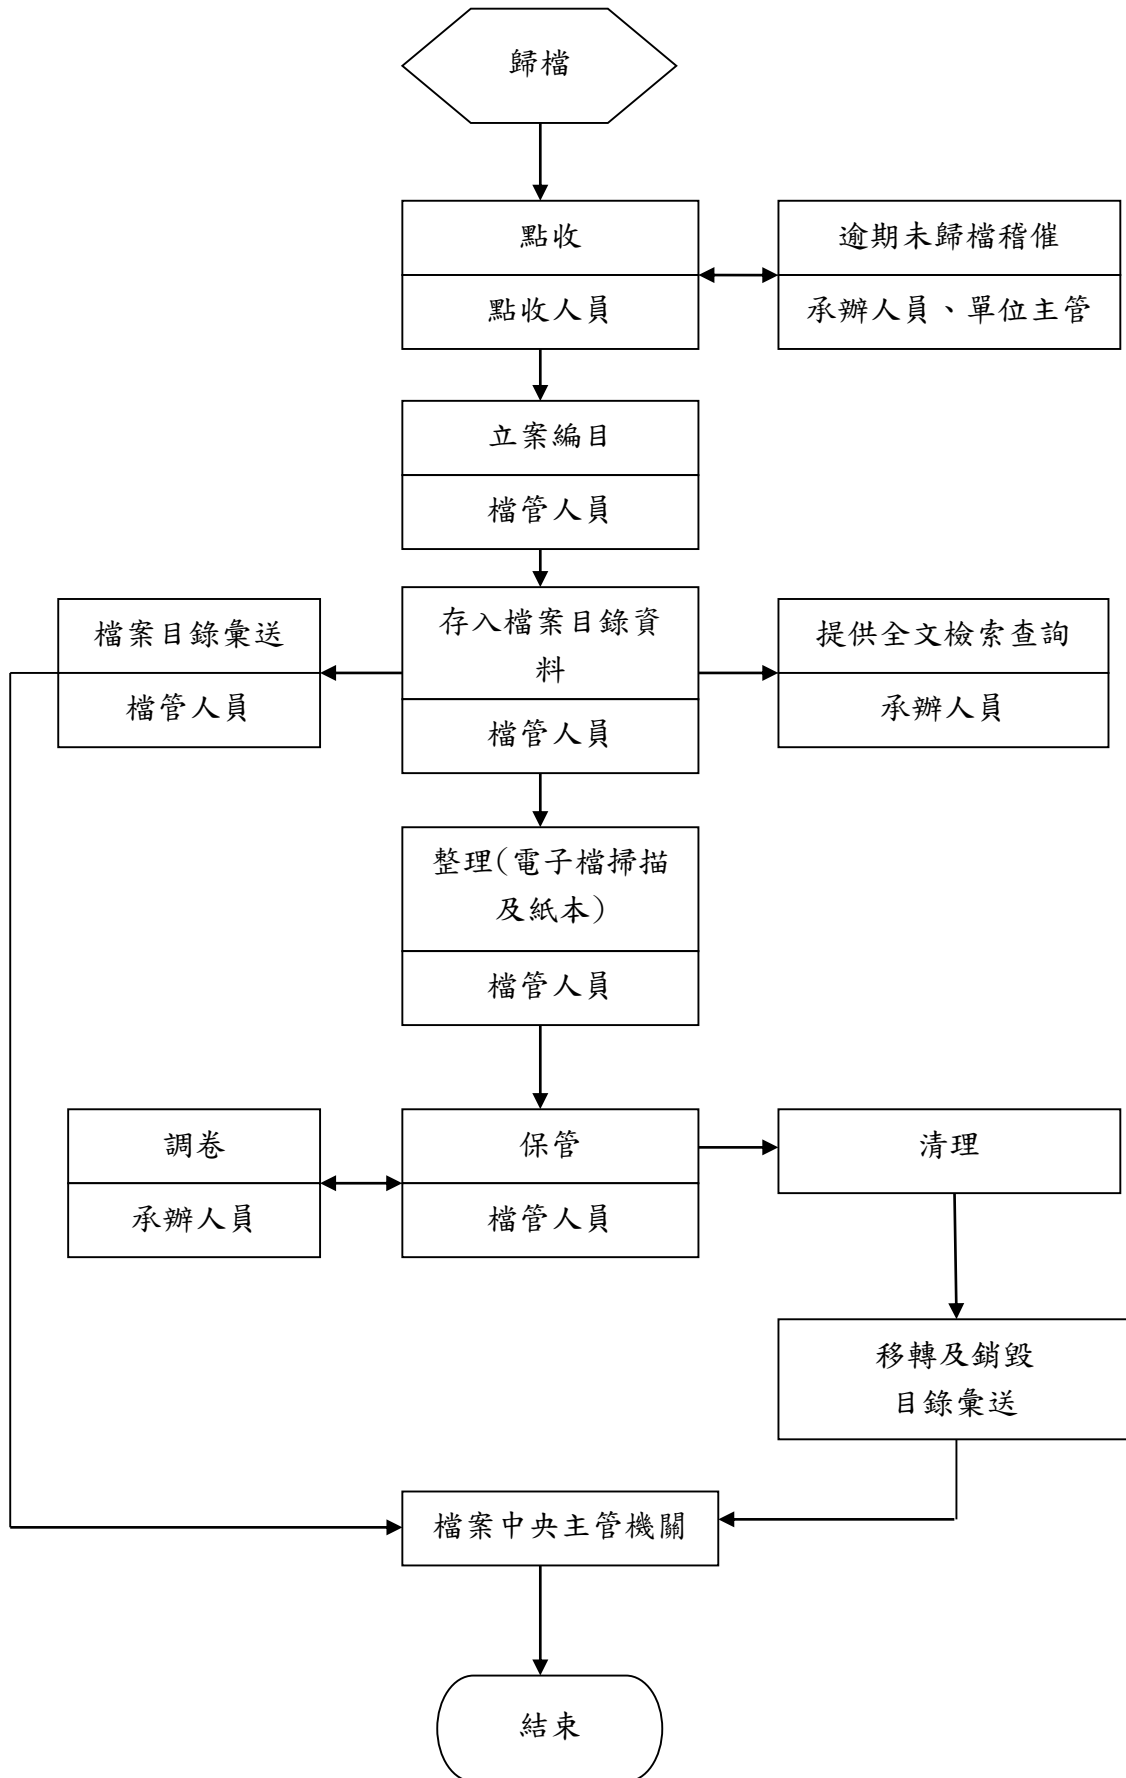 歸檔
點收
點收人員
逾期未歸檔稽催
承辦人員、單位主管
立案編目
檔管人員
檔案目錄彙送
檔管人員
存入檔案目錄資
料
檔管人員
提供全文檢索查詢
承辦人員
整理(電子檔掃描
及紙本)
檔管人員
調卷
承辦人員
保管
檔管人員
清理
移轉及銷毀
目錄彙送
檔案中央主管機關
結束